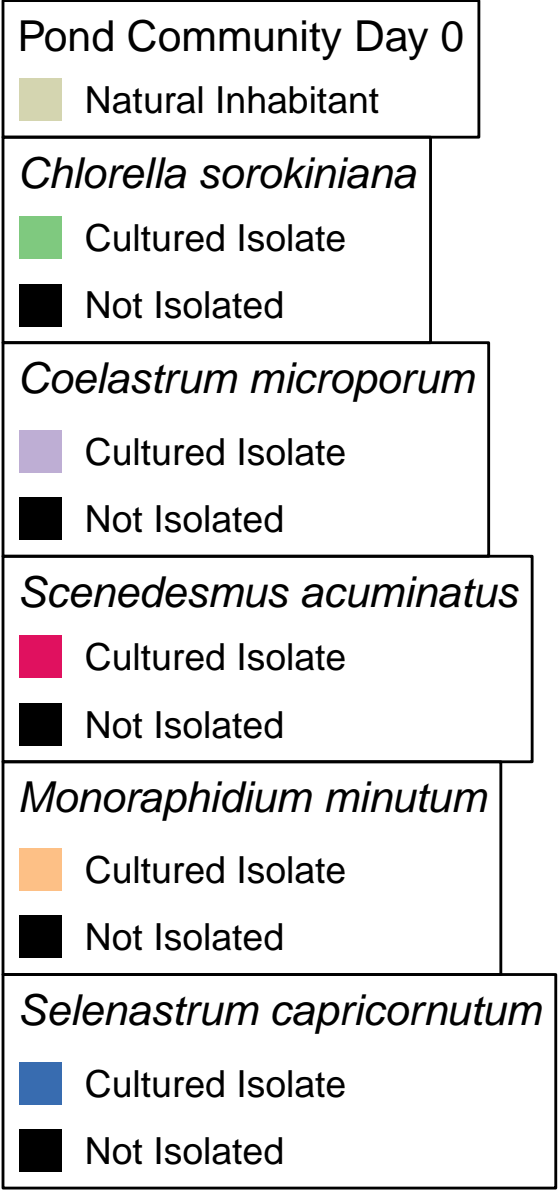 Pond Community Day 0
Natural Inhabitant
Chlorella sorokiniana
Cultured Isolate
Not Isolated
Coelastrum microporum
Cultured Isolate
Not Isolated
Scenedesmus acuminatus
Cultured Isolate
Not Isolated
Monoraphidium minutum
Cultured Isolate
Not Isolated
Selenastrum capricornutum
Cultured Isolate
Not Isolated